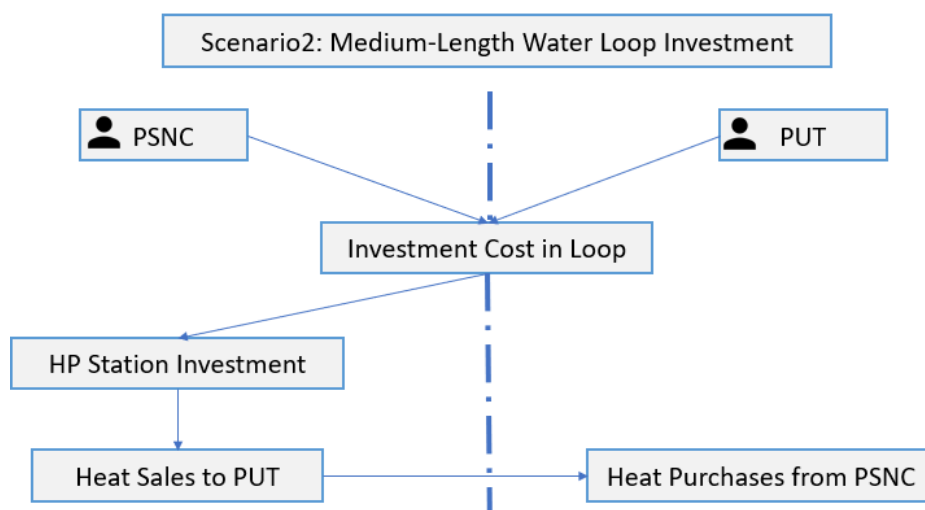 Scenario2: Medium-Length Water Loop Investment
PSNC
PUT
Investment Cost in Loop
HP Station Investment
Heat Sales to PUT
Heat Purchases from PSNC